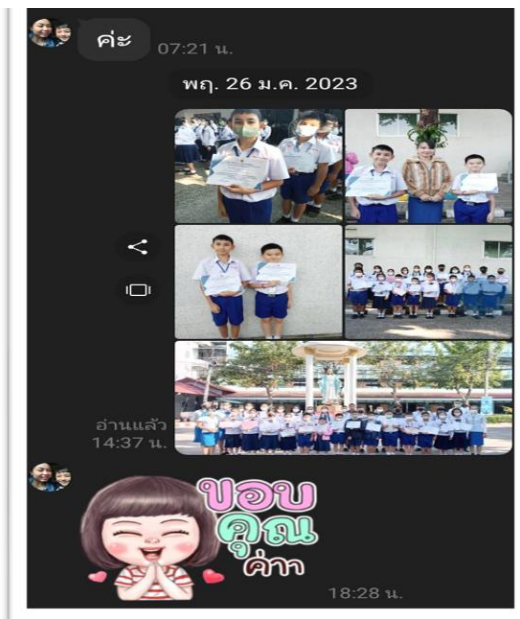 ค่ะ
07:21 น.
พฤ. 26 ม.ค. 2023
อ่านแล้ว
14:37 น.
ขอบ
คุณ
ค่าา
18:28 น.